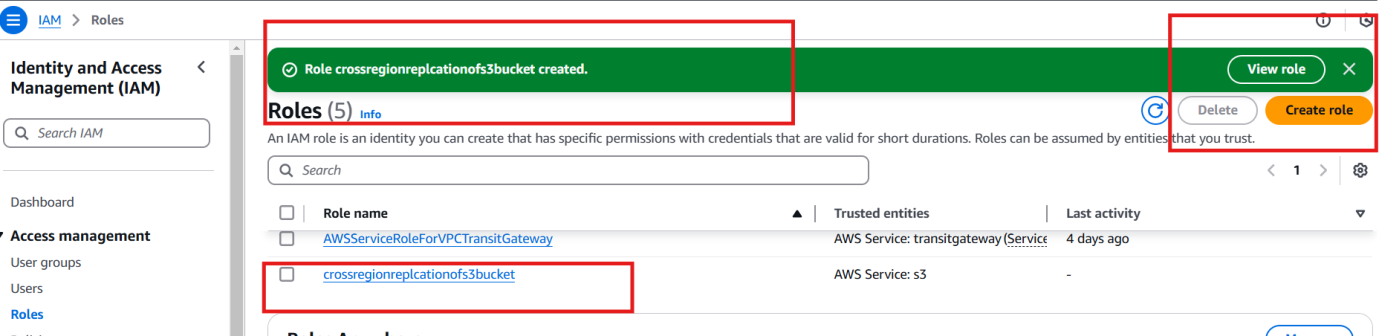 IAM > Roles
Identity and Access Management (IAM)
Search IAM
Dashboard
Access management
User groups
Users
Roles
Role crossregionreplcationofs3bucket created.
View role
Roles (5) Info
Delete
Create role
An IAM role is an identity you can create that has specific permissions with credentials that are valid for short durations. Roles can be assumed by entities that you trust.
Search
1
Role name Trusted entities Last activity
AWSServiceRoleForVPCTransitGateway AWS Service: transitgateway (Service 4 days ago
crossregionreplcationofs3bucket AWS Service: s3 -